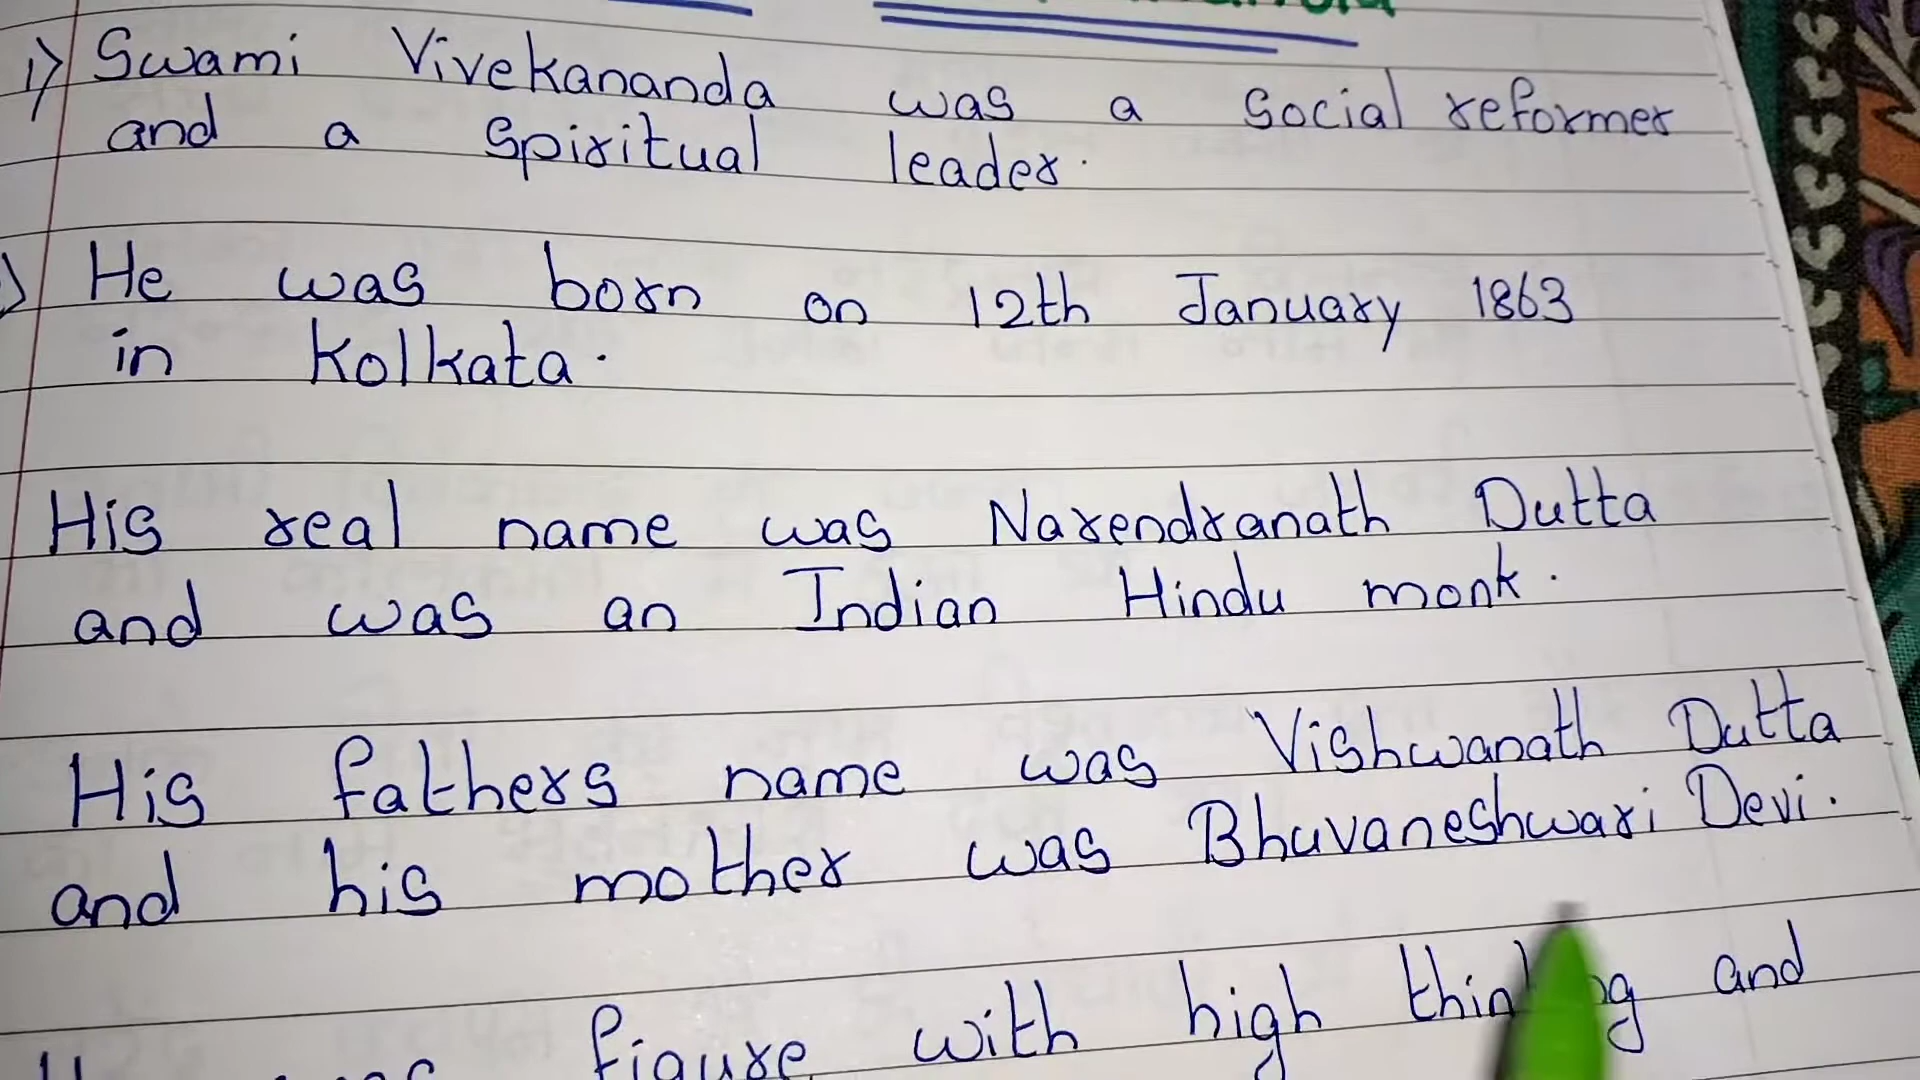 1) Swami Vivekananda was a Social reformer
and a Spiritual leader.
) He was born on 12th January 1863
in Kolkata.
His real name was Narendranath Dutta
and was an Indian Hindu monk.
His fathers name was Vishwanath Dutta
and his mother was Bhuvaneshwari Devi.
figure with high and